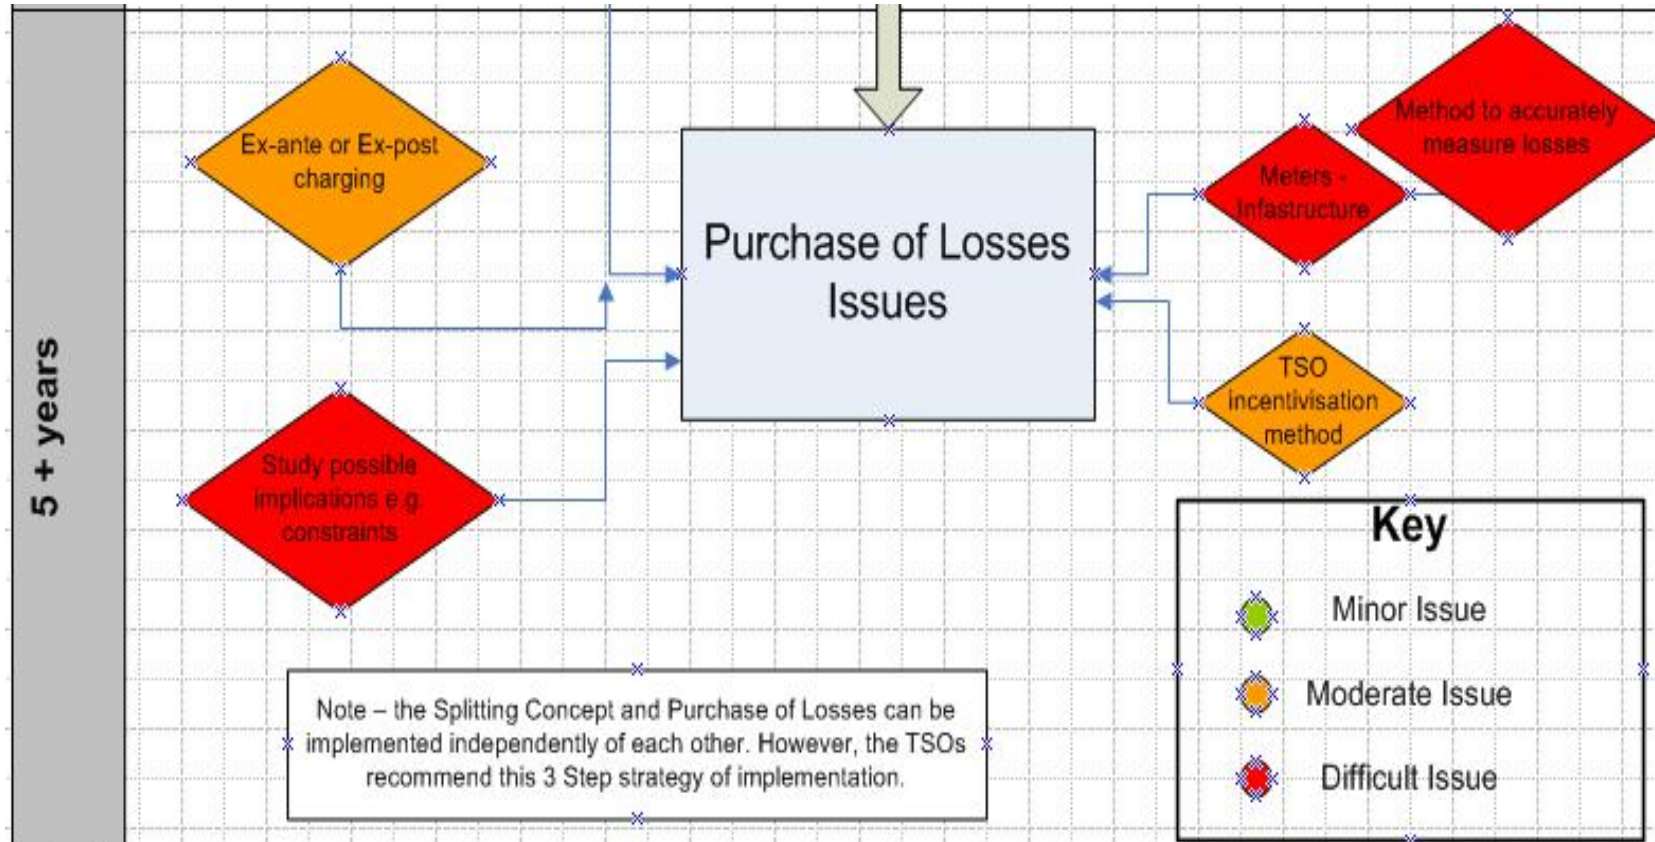 5 + years
Ex-ante or Ex-post
charging
Study possible
implications e.g.
constraints
Purchase of Losses
Issues
Method to accurately
measure losses
Meters -
Infastructure
TSO
incentivisation
method
Note – the Splitting Concept and Purchase of Losses can be
implemented independently of each other. However, the TSOs
recommend this 3 Step strategy of implementation.
Key
Minor Issue
Moderate Issue
Difficult Issue